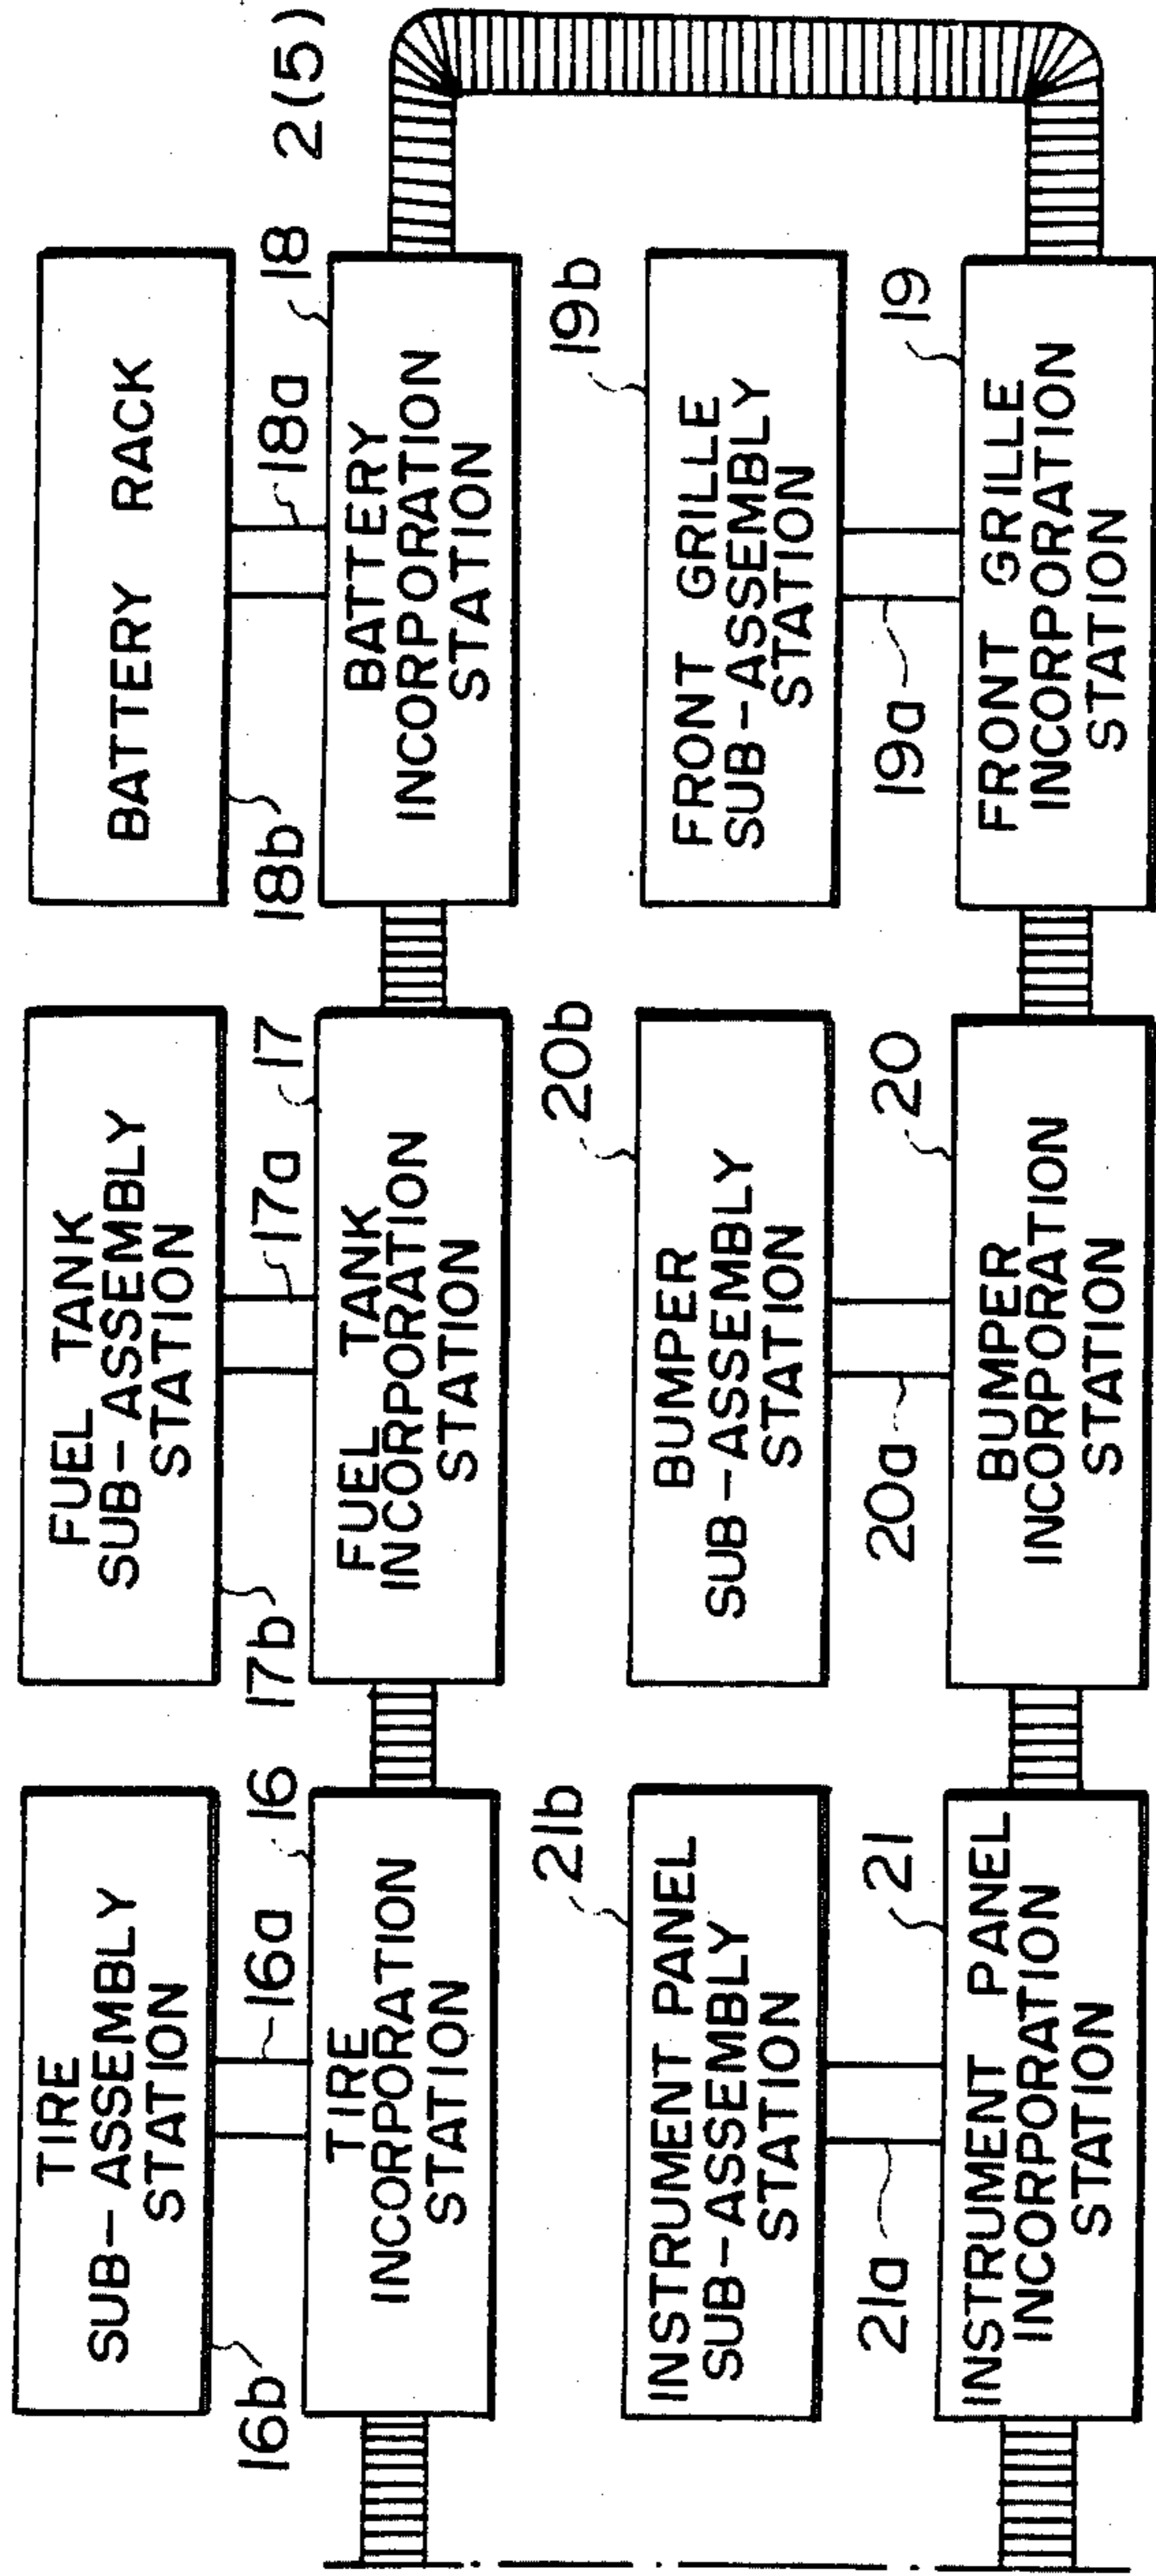 TIRE
SUB-ASSEMBLY
STATION
16b
16a
16
TIRE
INCORPORATION
STATION
FUEL TANK
SUB-ASSEMBLY
STATION
17b
17a
17
FUEL TANK
INCORPORATION
STATION
BATTERY RACK
18b
18a
18
2(5)
BATTERY
INCORPORATION
STATION
21b
INSTRUMENT PANEL
SUB-ASSEMBLY
STATION
21a
21
INSTRUMENT PANEL
INCORPORATION
STATION
20b
BUMPER
SUB-ASSEMBLY
STATION
20a
20
BUMPER
INCORPORATION
STATION
19b
FRONT GRILLE
SUB-ASSEMBLY
STATION
19a
19
FRONT GRILLE
INCORPORATION
STATION